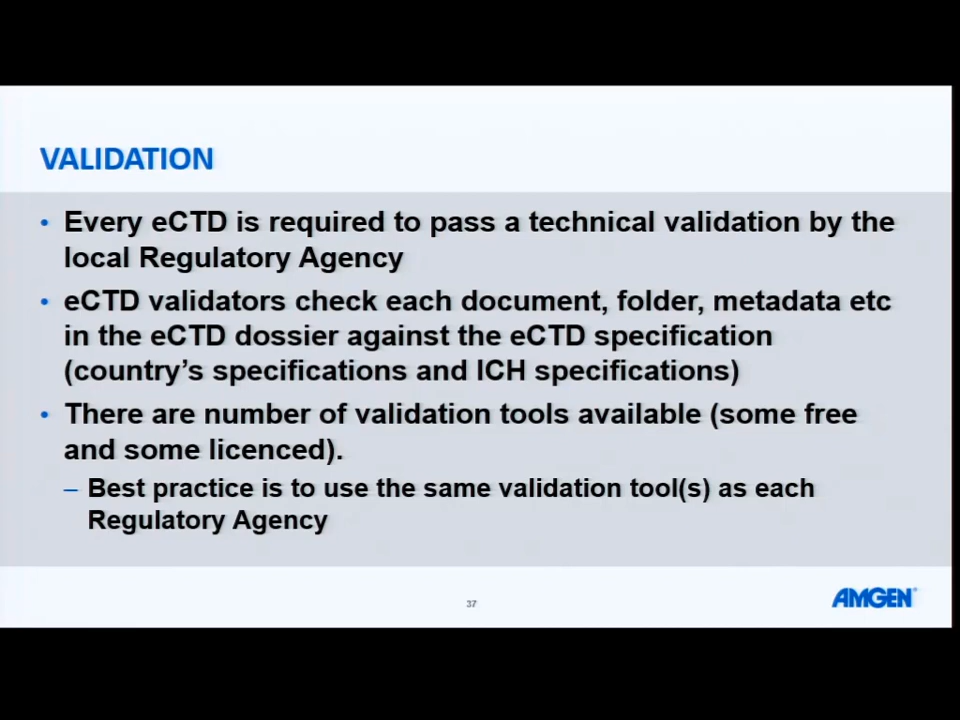 VALIDATION
• Every eCTD is required to pass a technical validation by the
local Regulatory Agency
• eCTD validators check each document, folder, metadata etc
in the eCTD dossier against the eCTD specification
(country's specifications and ICH specifications)
• There are number of validation tools available (some free
and some licenced).
– Best practice is to use the same validation tool(s) as each
Regulatory Agency
37
AMGEN®